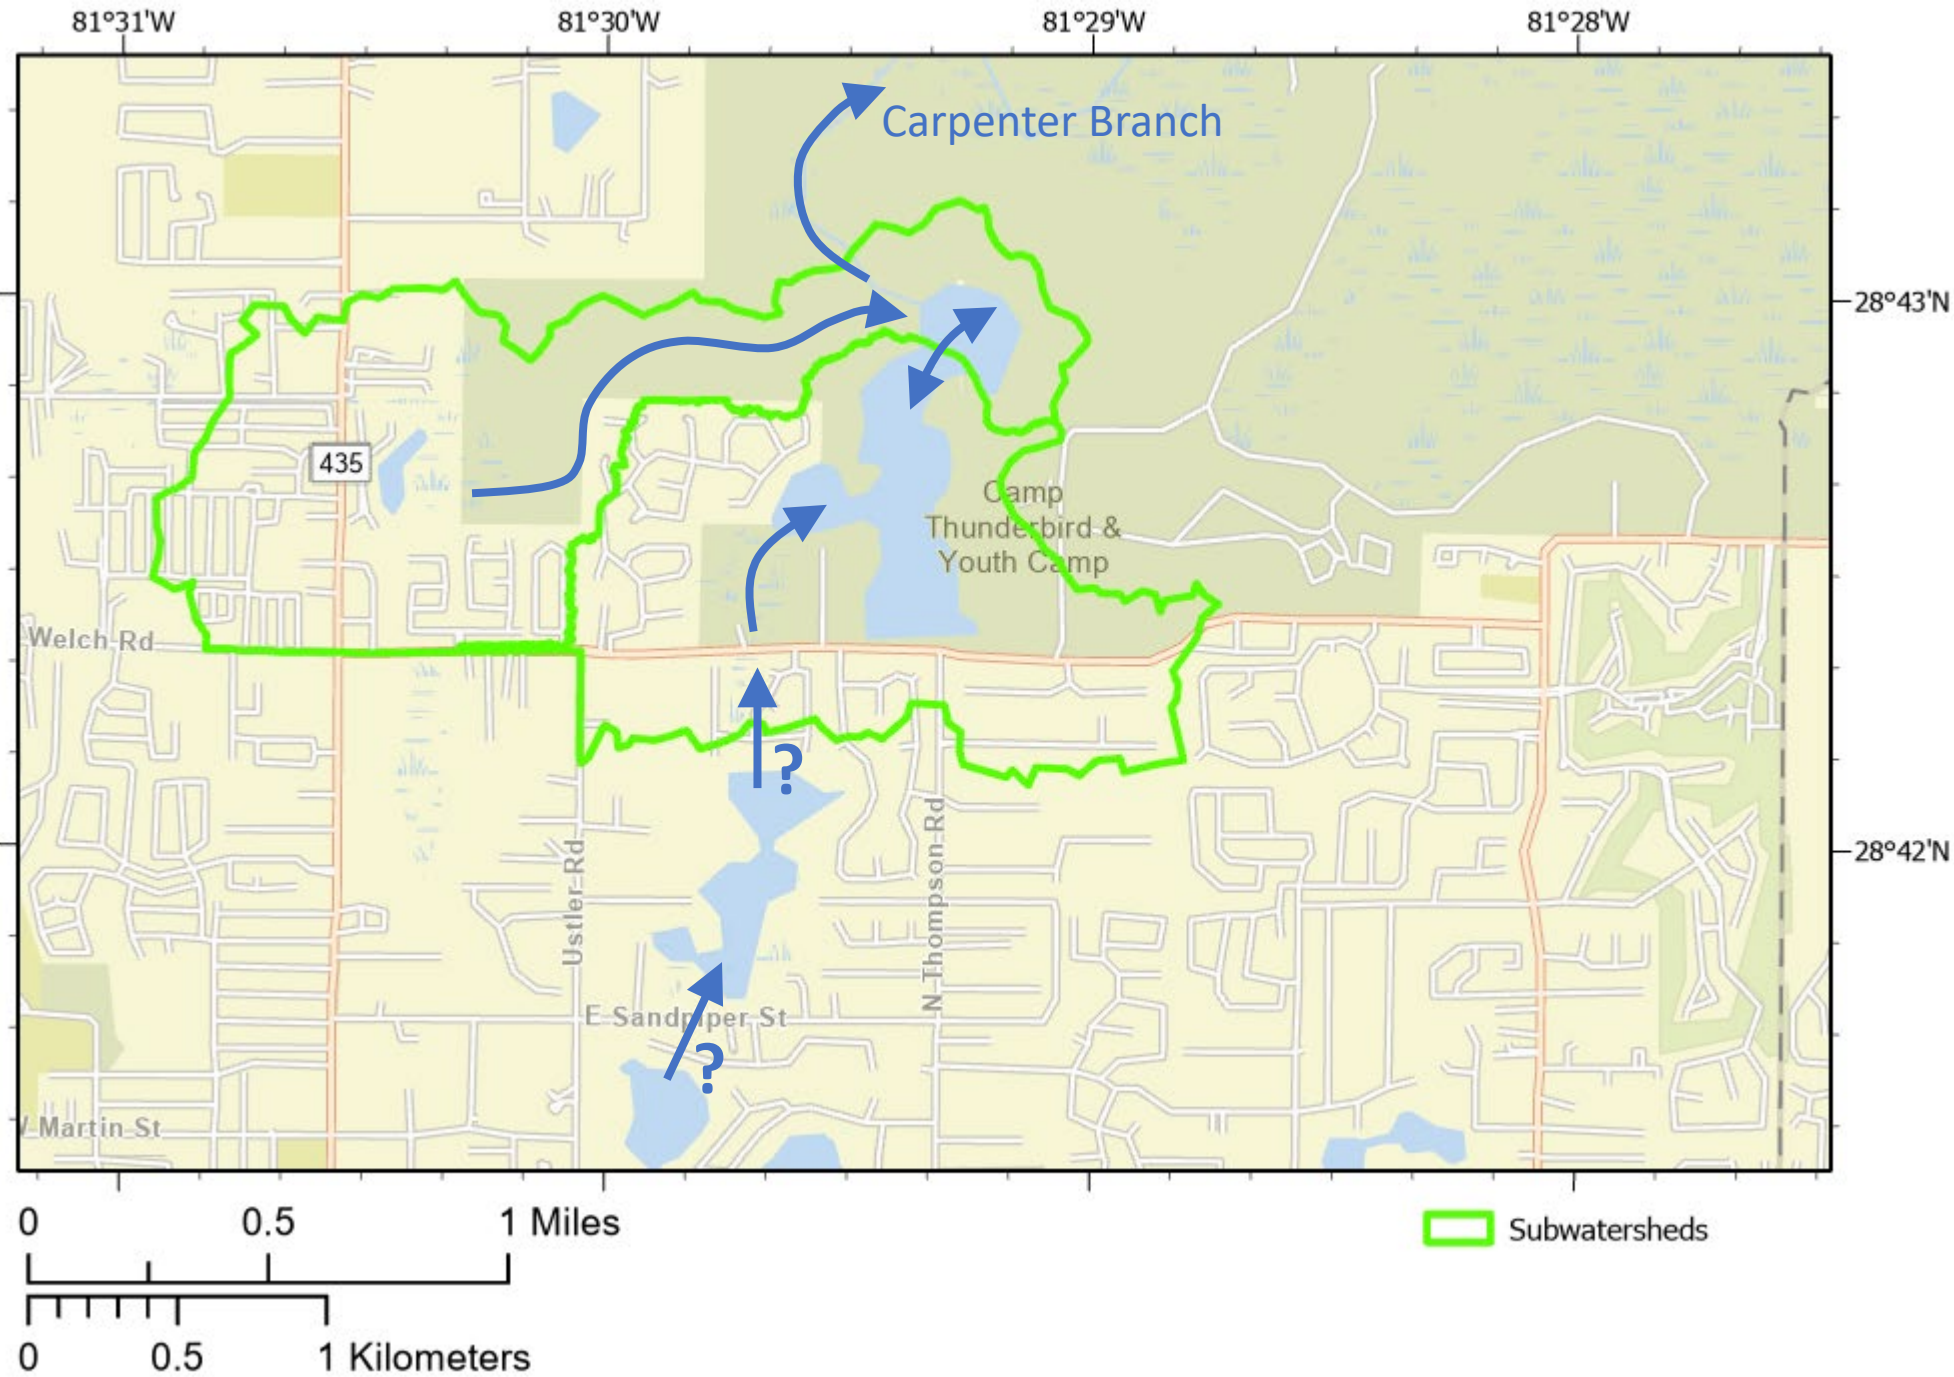 81°31'W 81°30'W 81°29'W 81°28'W
Carpenter Branch
28°43'N
435
Camp
Thunderbird &
Youth Camp
Welch Rd
?
28°42'N
Ustler Rd
N Thompson Rd
E Sandpiper St
?
Martin St
0 0.5 1 Miles
Subwatersheds
0 0.5 1 Kilometers